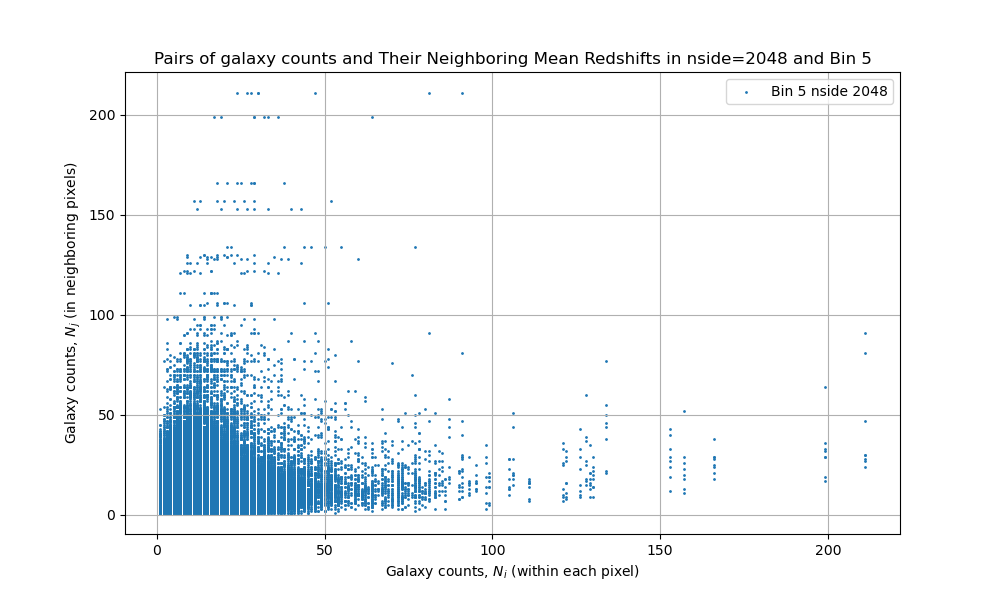 Pairs of galaxy counts and Their Neighboring Mean Redshifts in nside=2048 and Bin 5
Bin 5 nside 2048
200
150
100
50
0
Galaxy counts, N_j (in neighboring pixels)
0 50 100 150 200
Galaxy counts, N_i (within each pixel)